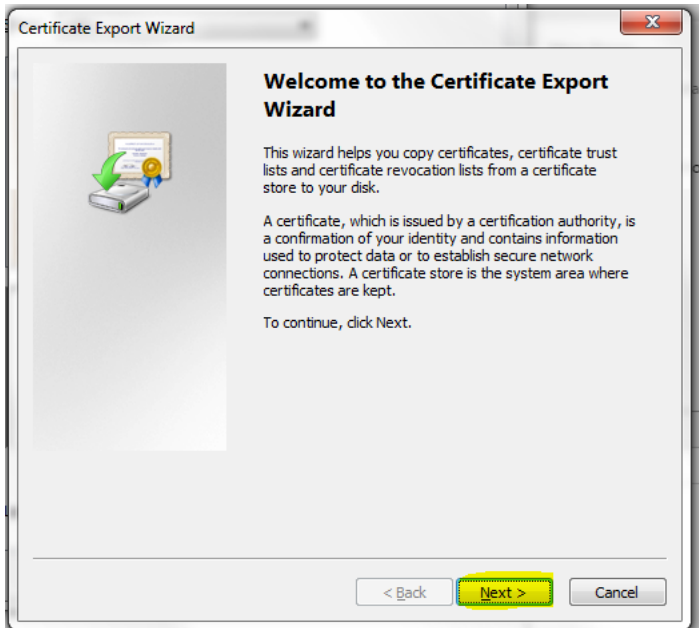 Certificate Export Wizard
Welcome to the Certificate Export
Wizard
This wizard helps you copy certificates, certificate trust
lists and certificate revocation lists from a certificate
store to your disk.
A certificate, which is issued by a certification authority, is
a confirmation of your identity and contains information
used to protect data or to establish secure network
connections. A certificate store is the system area where
certificates are kept.
To continue, click Next.
< Back Next > Cancel